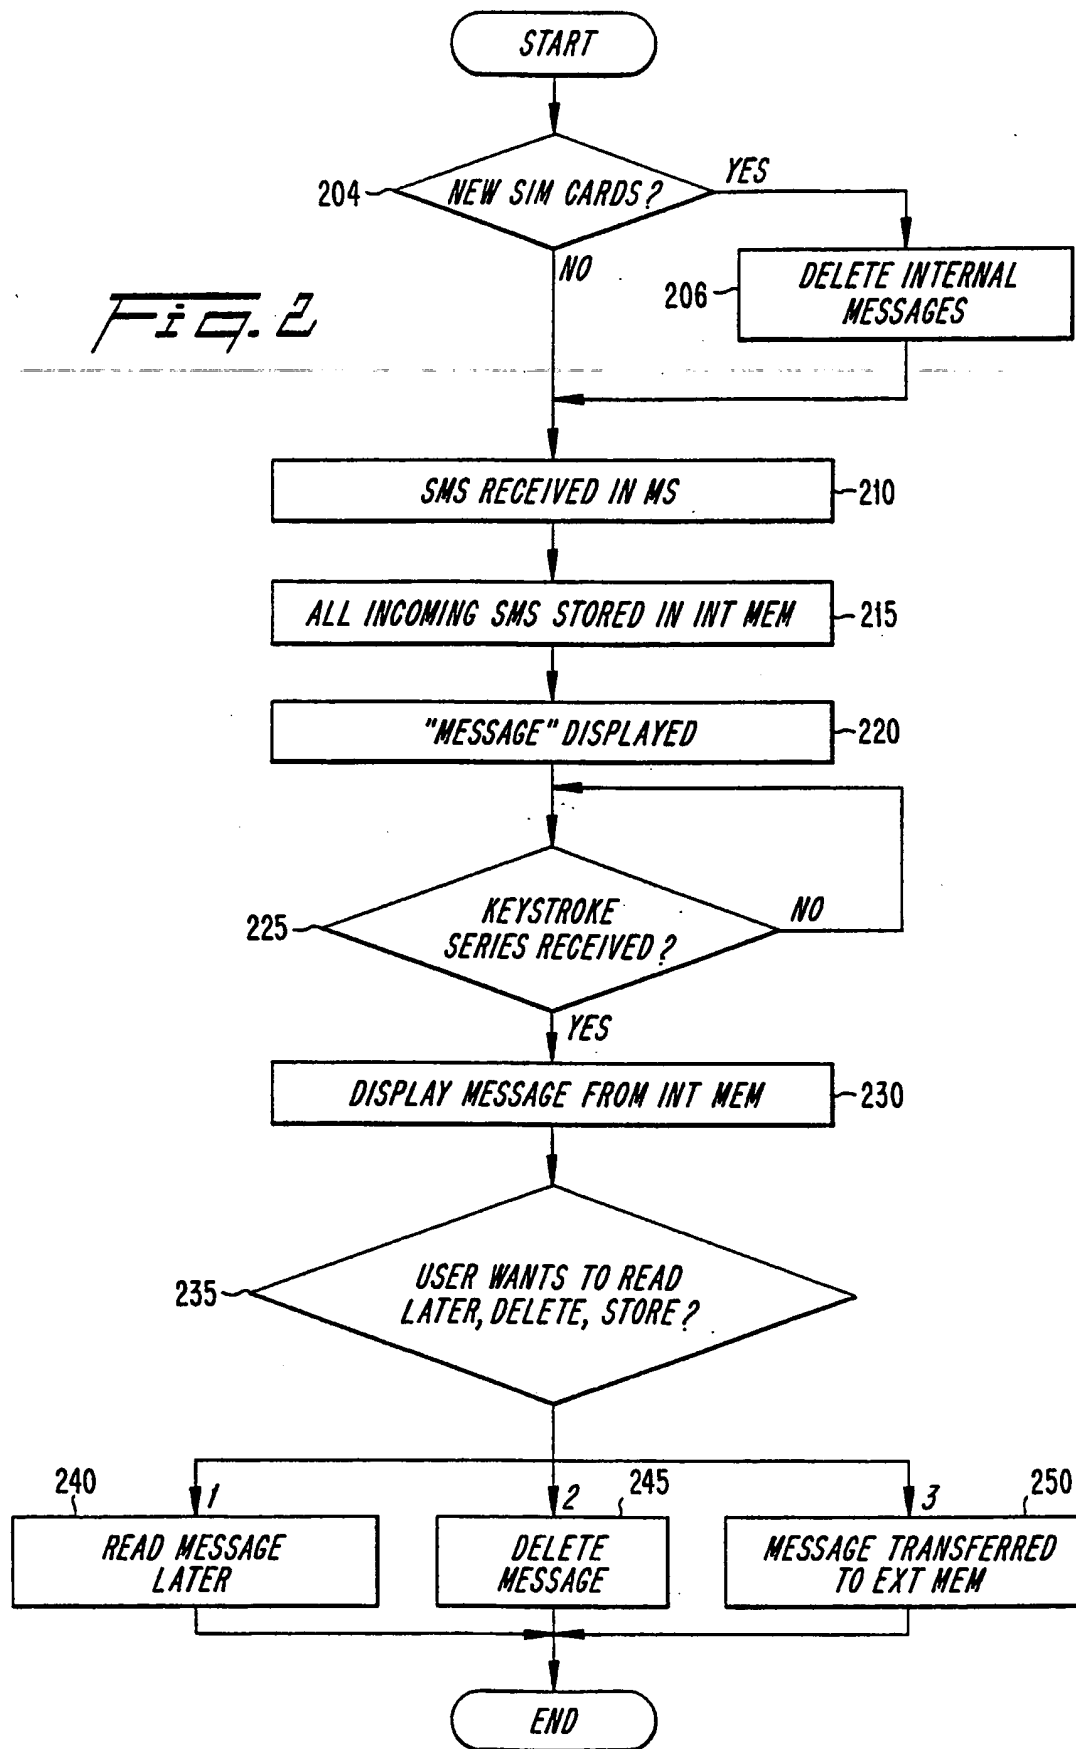 START
204
NEW SIM CARDS?
YES
NO
206
DELETE INTERNAL
MESSAGES
Fig. 2
SMS RECEIVED IN MS
210
ALL INCOMING SMS STORED IN INT MEM
215
"MESSAGE" DISPLAYED
220
225
KEYSTROKE
SERIES RECEIVED?
NO
YES
DISPLAY MESSAGE FROM INT MEM
230
235
USER WANTS TO READ
LATER, DELETE, STORE?
240
1
READ MESSAGE
LATER
2
245
DELETE
MESSAGE
3
250
MESSAGE TRANSFERRED
TO EXT MEM
END